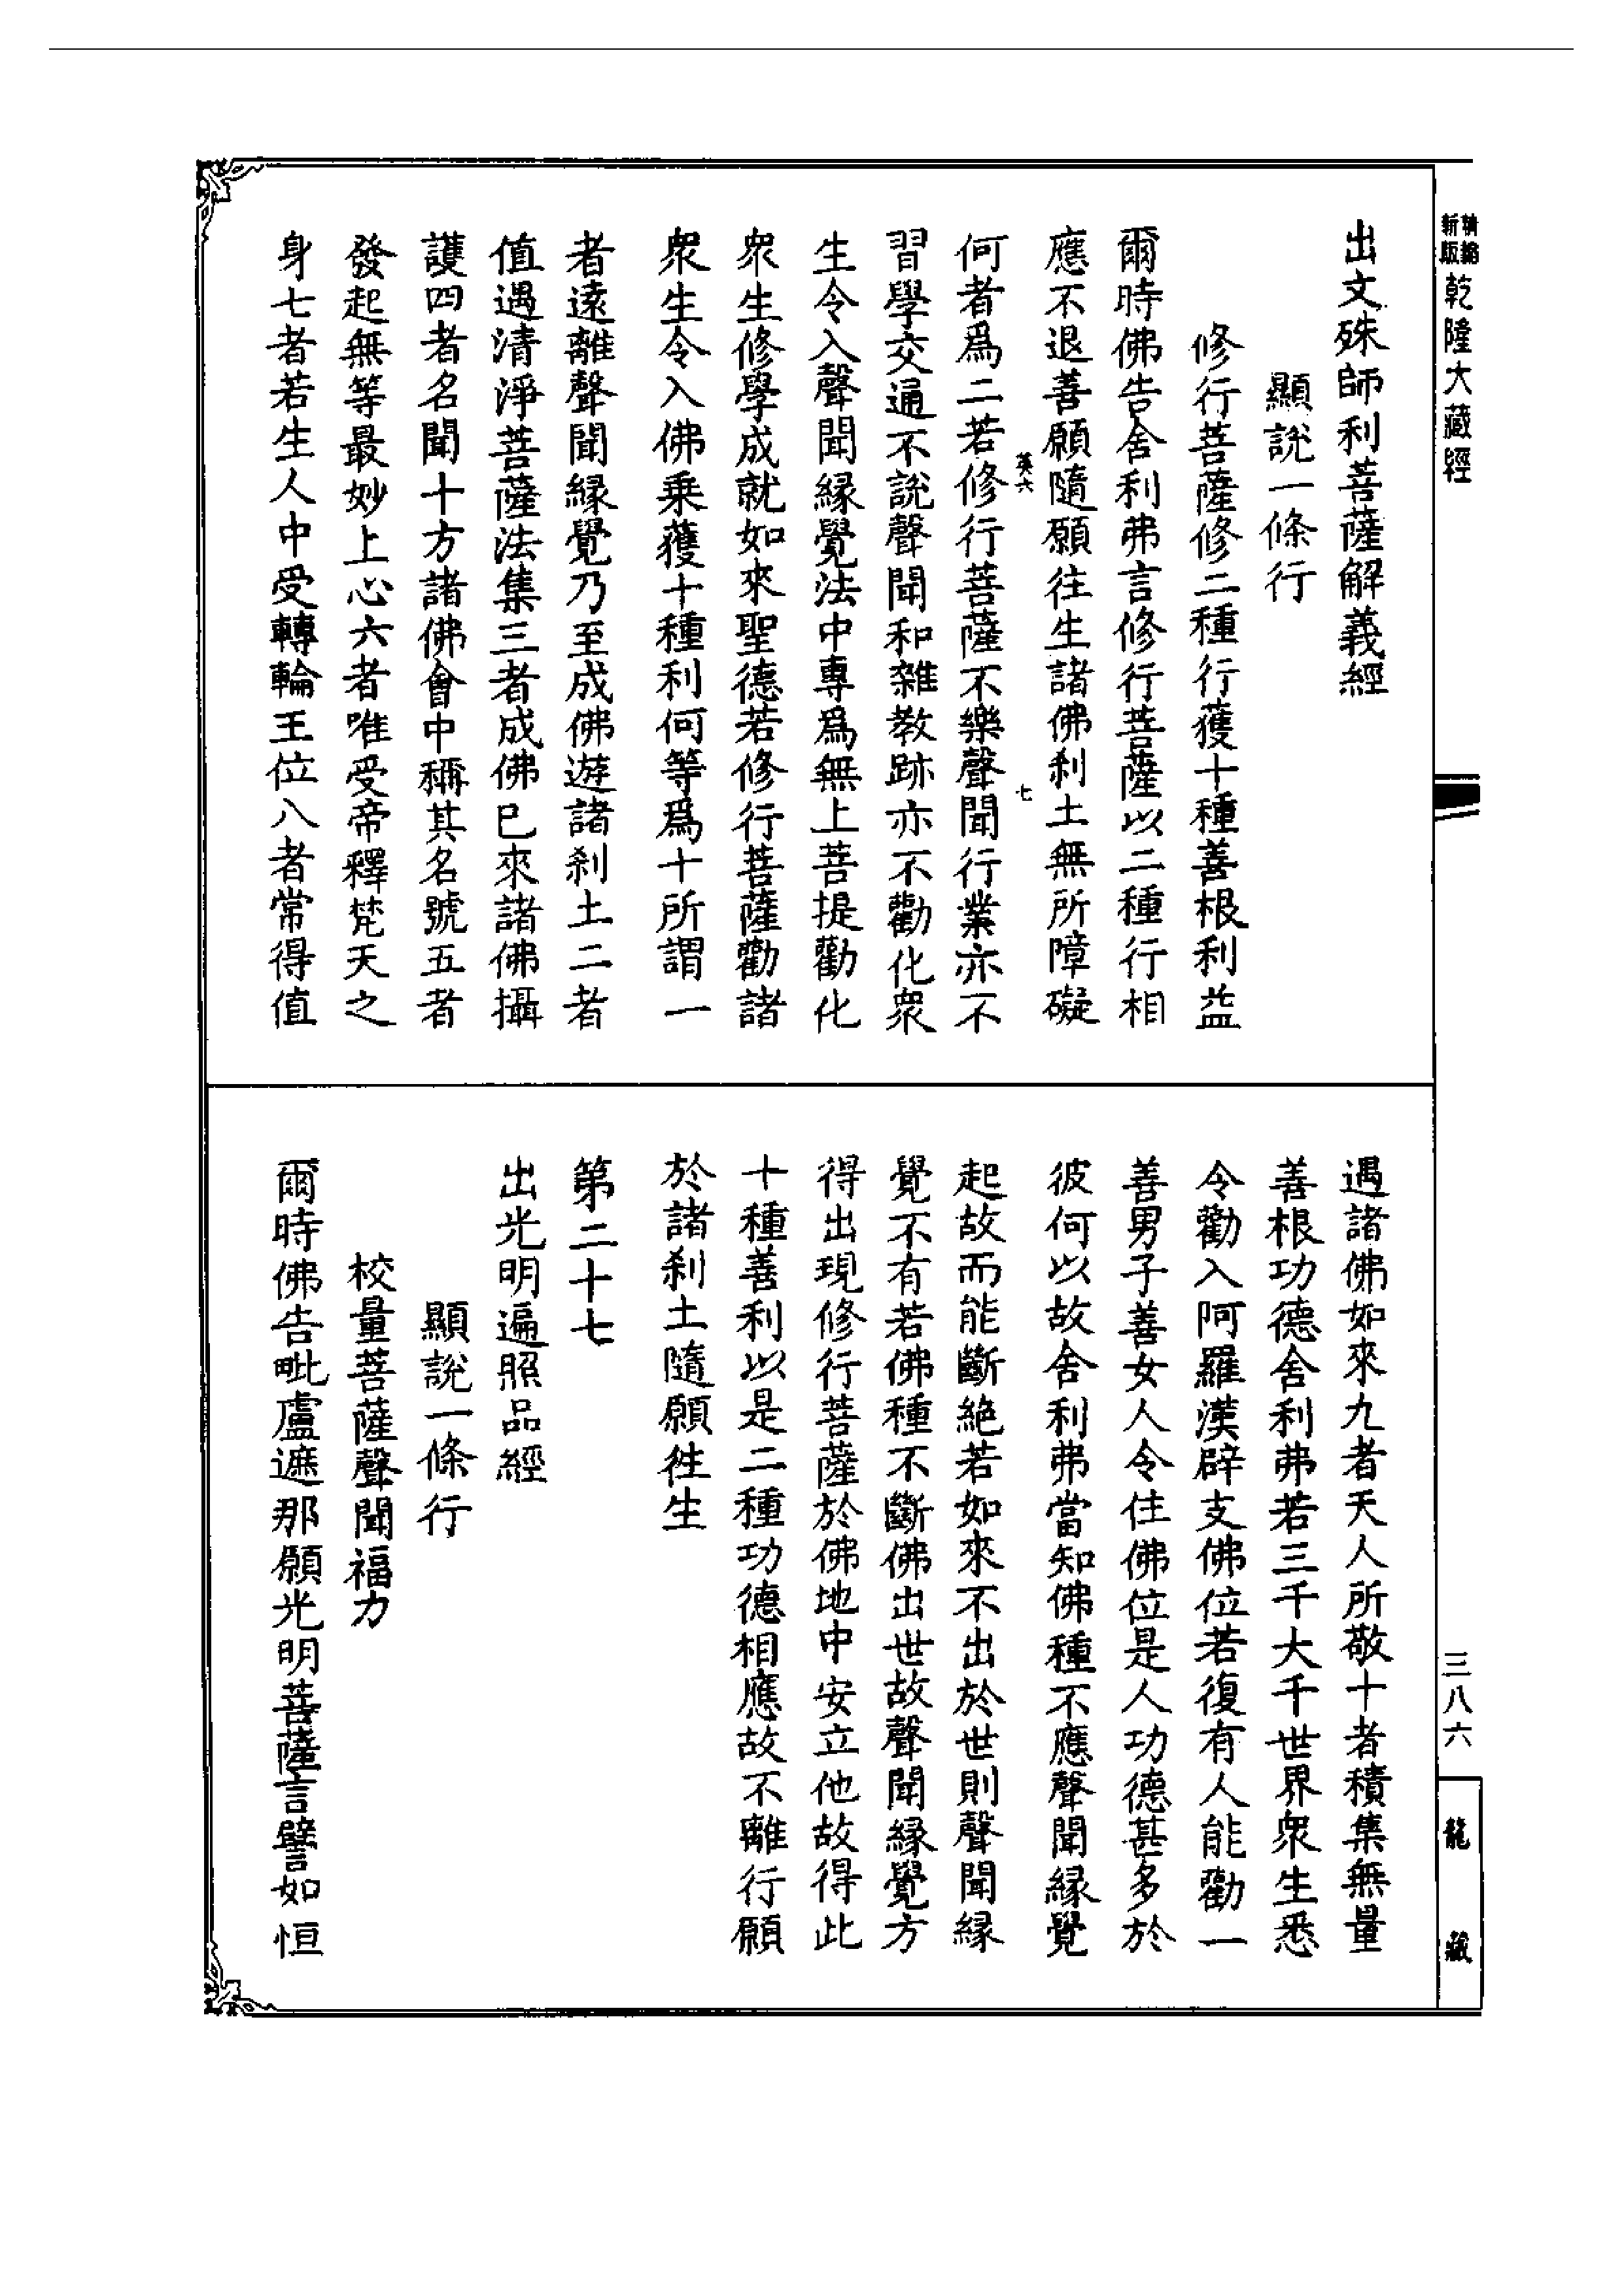 新版精縮乾隆大藏經
出文殊師利菩薩解義經
顯說一條行
修行菩薩修二種行獲十種善根利益
爾時佛告舍利弗言修行菩薩以二種行相
應不退善願隨願往生諸佛刹土無所障礙
英六
七
何者爲二若修行菩薩不樂聲聞行業亦不
習學交通不說聲聞和雜教跡亦不勸化衆
生令入聲聞緣覺法中專爲無上菩提勸化
衆生修學成就如來聖德若修行菩薩勸諸
衆生令入佛乗獲十種利何等爲十所謂一
者遠離聲聞緣覺乃至成佛遊諸刹土二者
值遇清淨菩薩法集三者成佛已來諸佛攝
護四者名聞十方諸佛會中稱其名號五者
發起無等最妙上心六者唯受帝釋梵天之
身七者若生人中受轉輪王位八者常得值
遇諸佛如來九者天人所敬十者積集無量
善根功德舍利弗若三千大千世界衆生悉
令勸入阿羅漢辟支佛位若復有人能勸一
善男子善女人令住佛位是人功德甚多於
彼何以故舍利弗當知佛種不應聲聞緣覺
起故而能斷絶若如來不出於世則聲聞緣
覺不有若佛種不斷佛出世故聲聞緣覺方
得出現修行菩薩於佛地中安立他故得此
十種善利以是二種功德相應故不離行願
於諸刹土隨願徃生
第二十七
出光明遍照品經
顯說一條行
校量菩薩聲聞福力
爾時佛告毗盧遮那願光明菩薩言譬如恒
三八六
龍藏